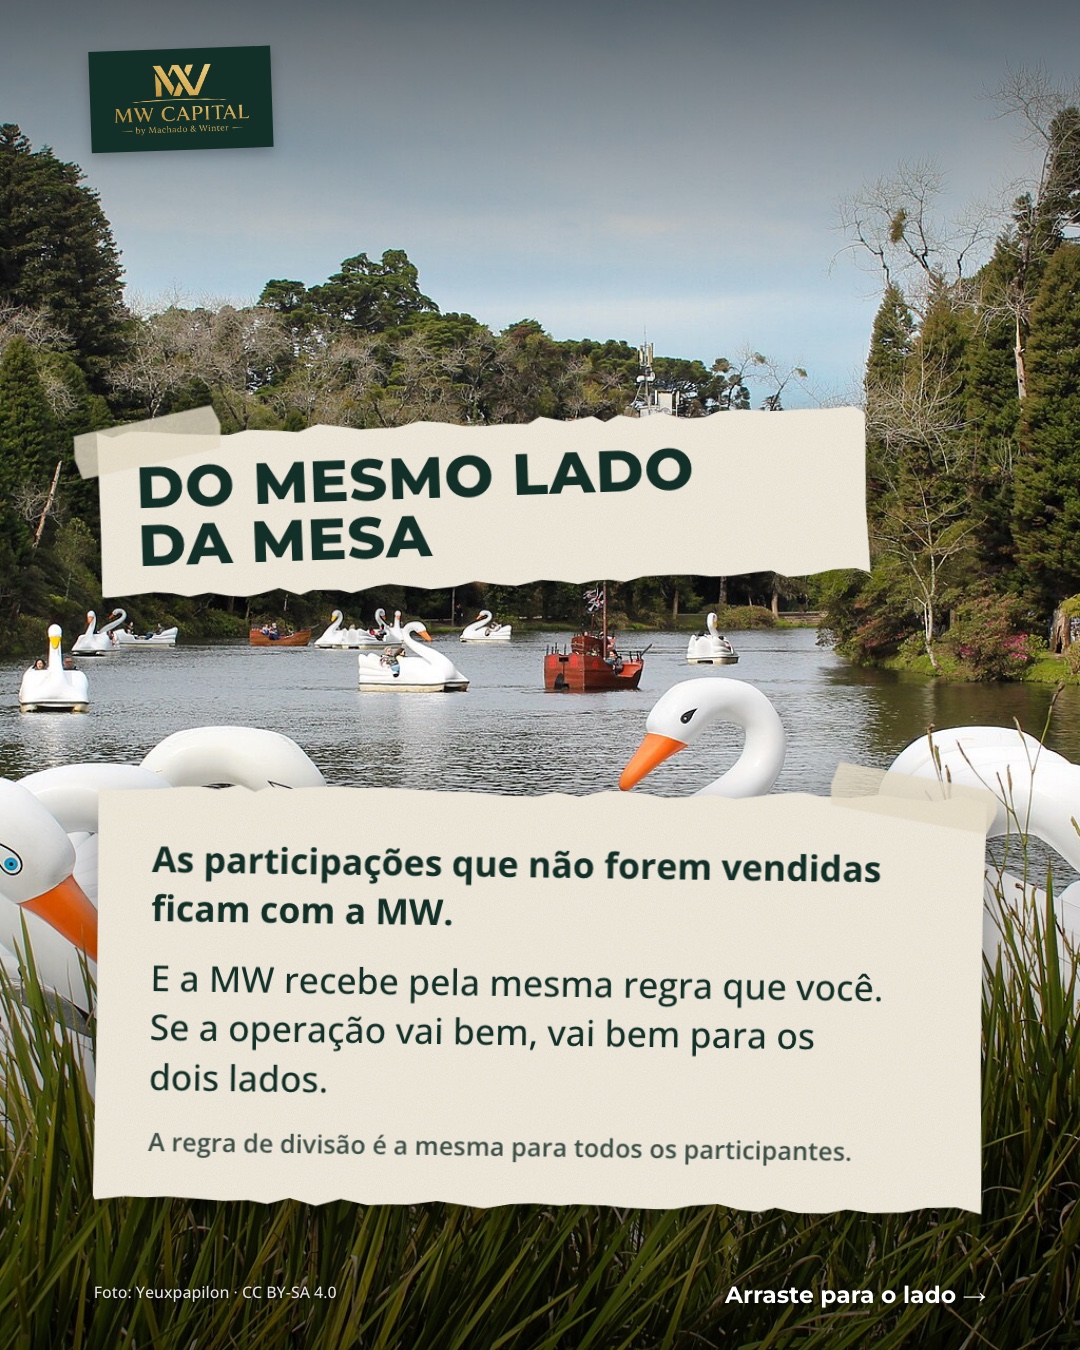 MW CAPITAL
by Machado & Winter
DO MESMO LADO
DA MESA
As participações que não forem vendidas
ficam com a MW.
E a MW recebe pela mesma regra que você.
Se a operação vai bem, vai bem para os
dois lados.
A regra de divisão é a mesma para todos os participantes.
Foto: Yeuxpapilon · CC BY-SA 4.0
Arraste para o lado →